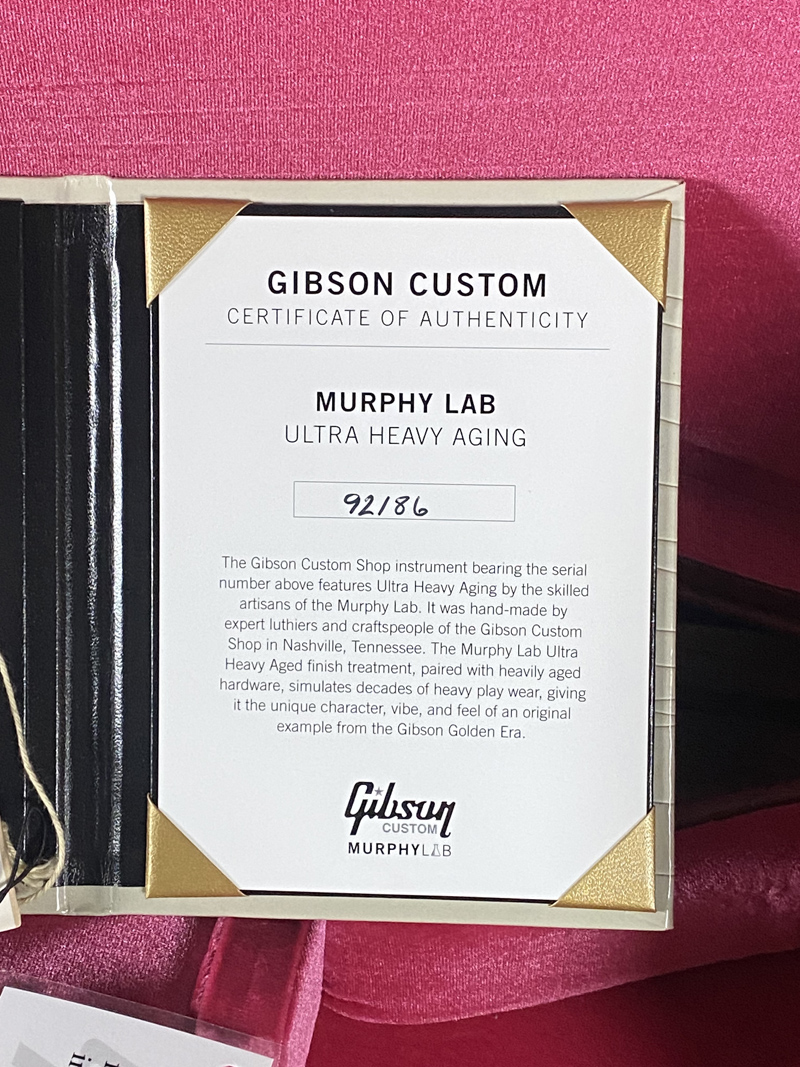 GIBSON CUSTOM
CERTIFICATE OF AUTHENTICITY
MURPHY LAB
ULTRA HEAVY AGING
92186
The Gibson Custom Shop instrument bearing the serial
number above features Ultra Heavy Aging by the skilled
artisans of the Murphy Lab. It was hand-made by
expert luthiers and craftspeople of the Gibson Custom
Shop in Nashville, Tennessee. The Murphy Lab Ultra
Heavy Aged finish treatment, paired with heavily aged
hardware, simulates decades of heavy play wear, giving
it the unique character, vibe, and feel of an original
example from the Gibson Golden Era.
Gibson
CUSTOM
MURPHYLAB